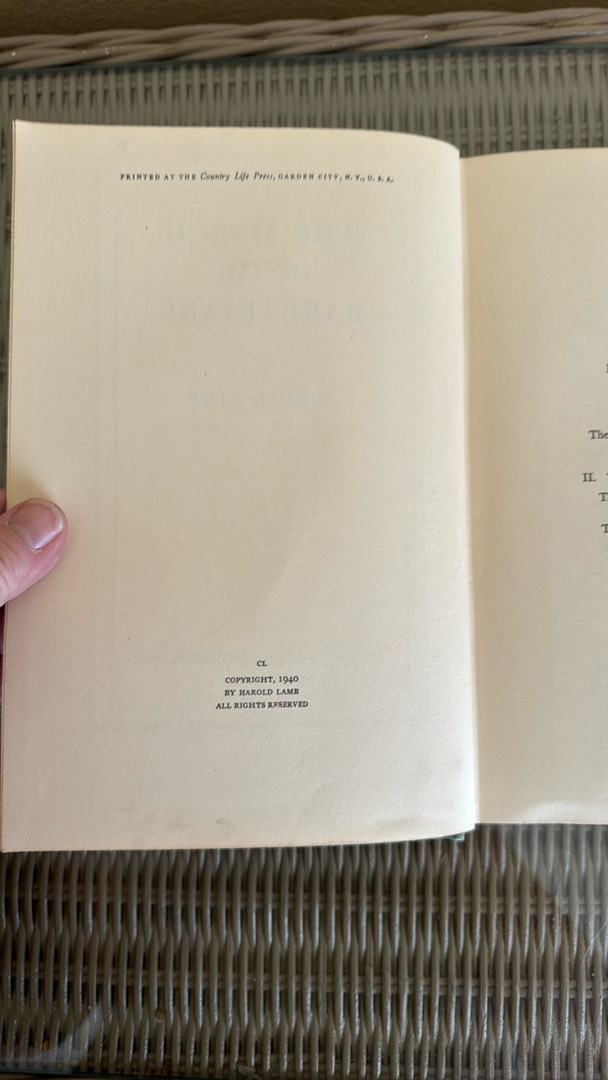 PRINTED AT THE Country Life Press, GARDEN CITY, N. Y., U. S. A.
CL
COPYRIGHT, 1940
BY HAROLD LAMB
ALL RIGHTS RESERVED
The
II.
T